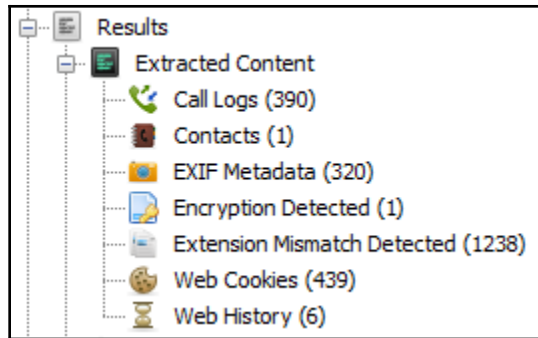 Results
Extracted Content
Call Logs (390)
Contacts (1)
EXIF Metadata (320)
Encryption Detected (1)
Extension Mismatch Detected (1238)
Web Cookies (439)
Web History (6)